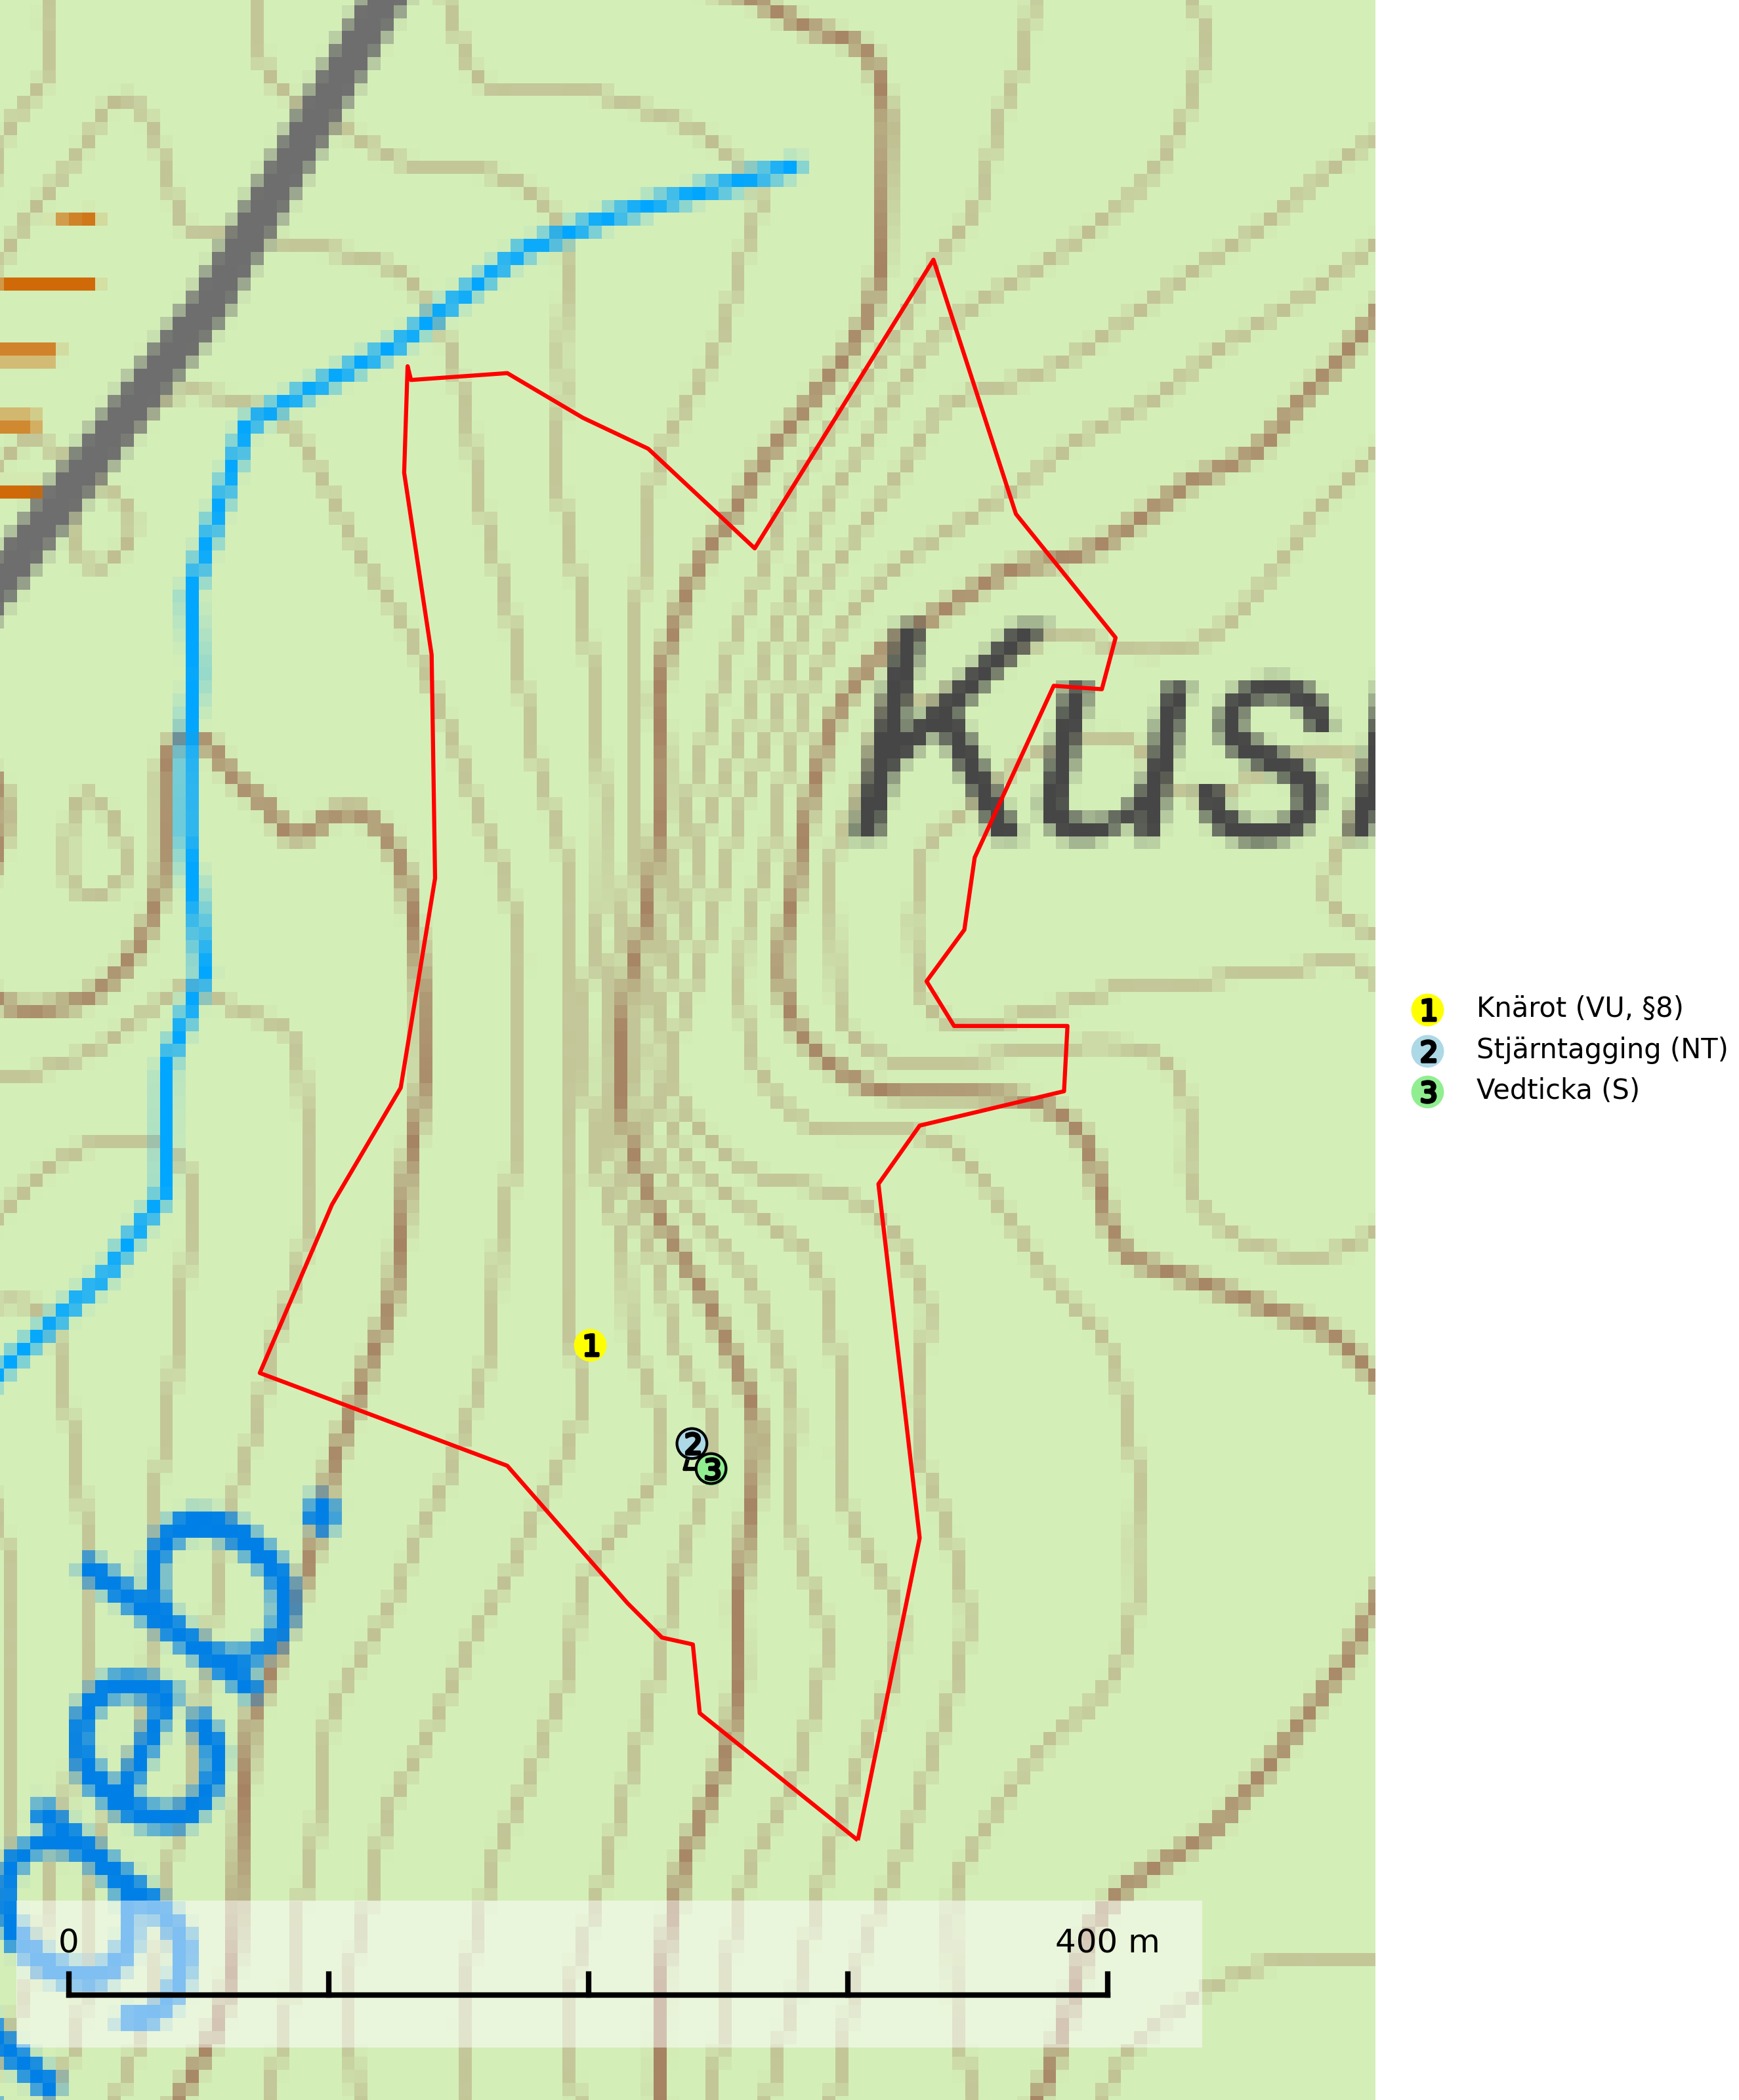 Kus
1 Knärot (VU, §8)
2 Stjärntagging (NT)
3 Vedticka (S)
1
2
3
0 400 m